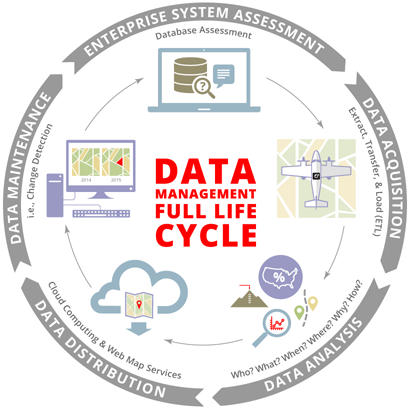 ENTERPRISE SYSTEM ASSESSMENT
Database Assessment
DATA ACQUISITION
Extract, Transfer, & Load (ETL)
DATA ANALYSIS
Who? What? When? Where? Why? How?
DATA DISTRIBUTION
Cloud Computing & Web Map Services
DATA MAINTENANCE
i.e., Change Detection
2014 2015
?
%
DATA
MANAGEMENT
FULL LIFE
CYCLE